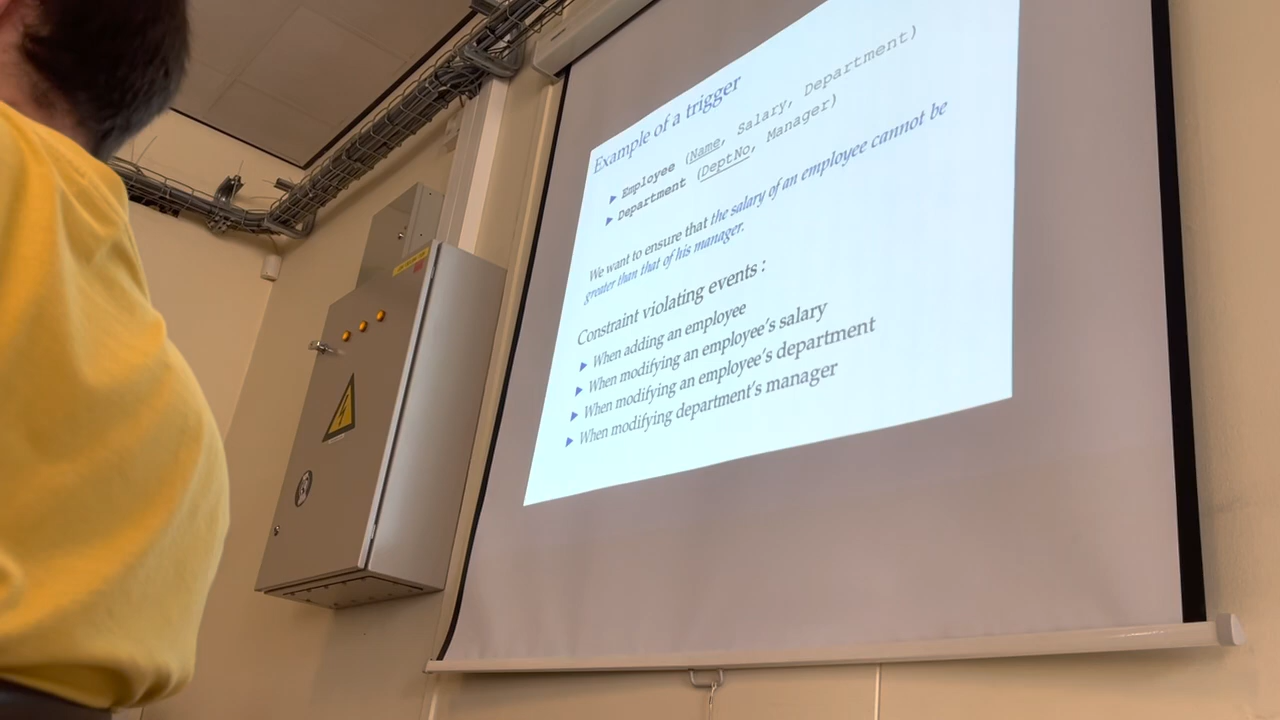 Example of a trigger
Employee (Name, Salary, Department)
Department (DeptNo, Manager)
We want to ensure that the salary of an employee cannot be
greater than that of his manager.
Constraint violating events :
When adding an employee
When modifying an employee's salary
When modifying an employee's department
When modifying department's manager